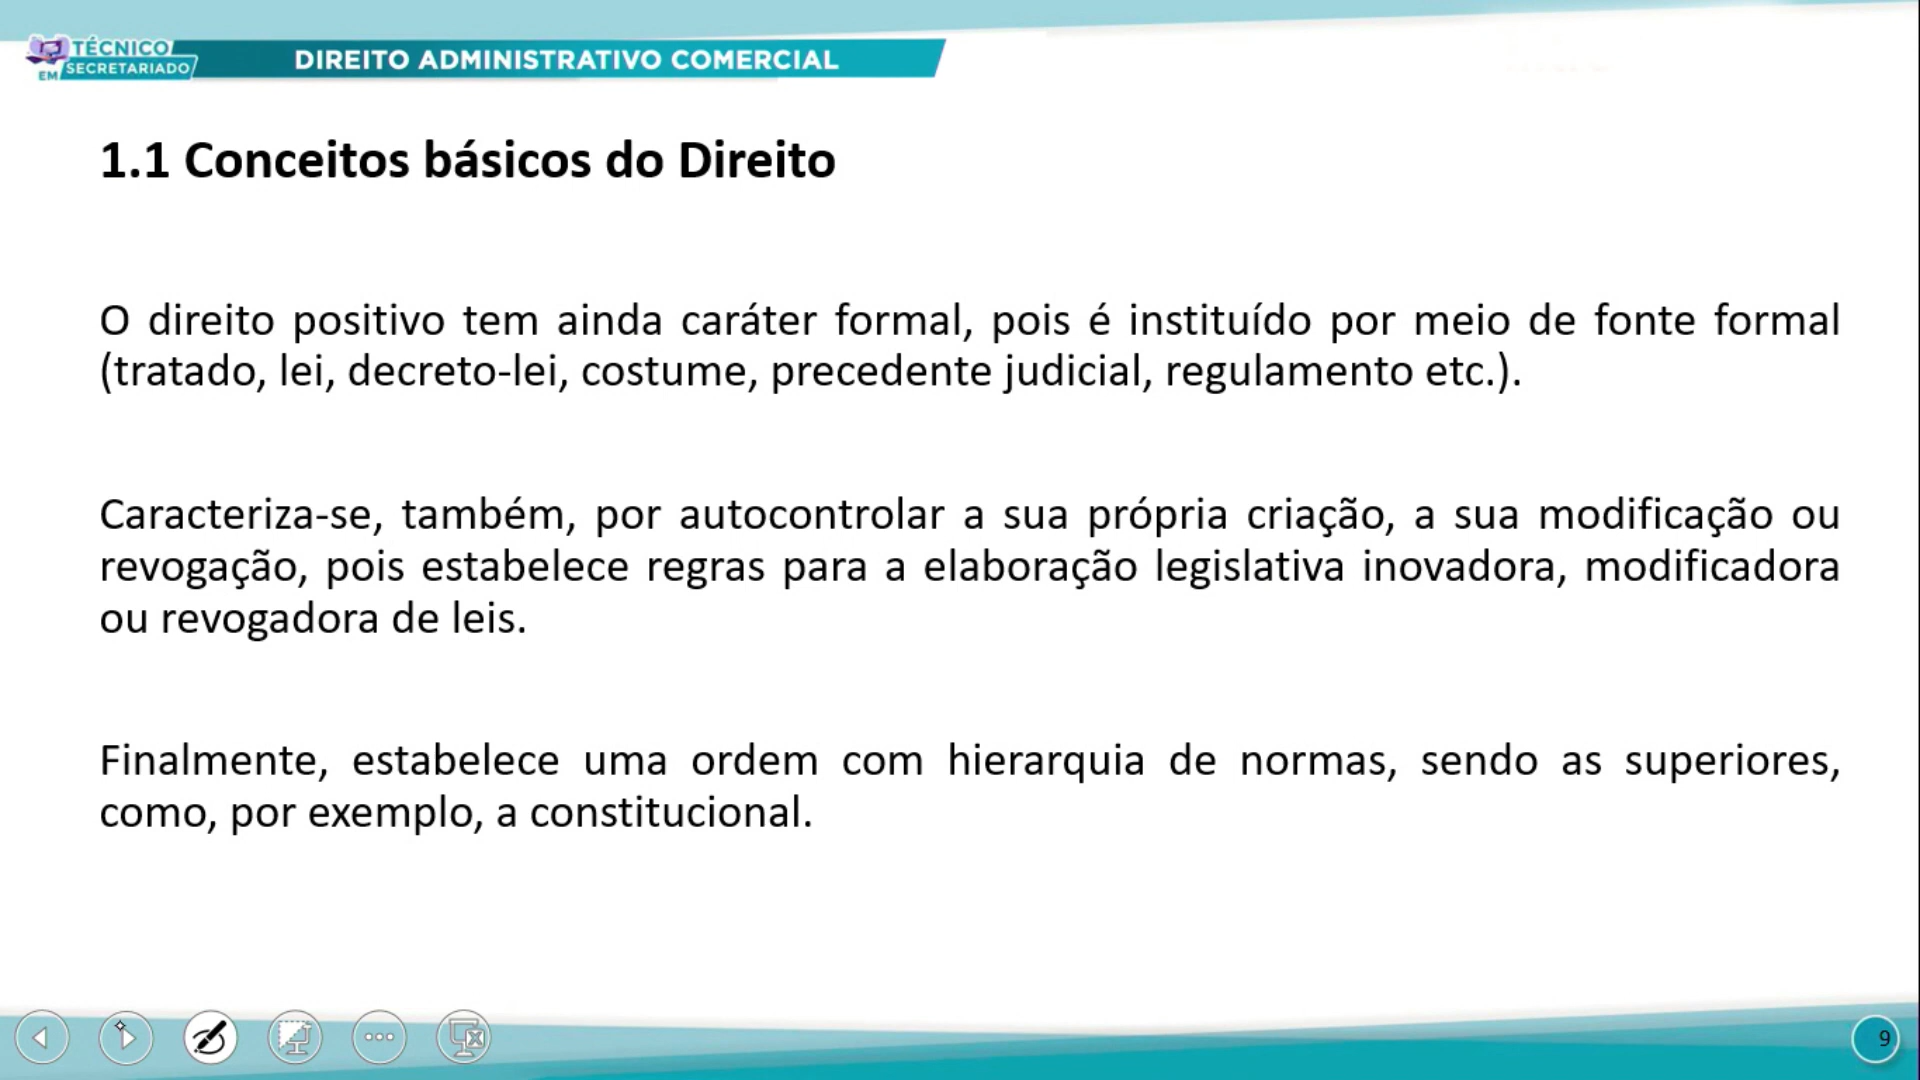 TÉCNICO
EM SECRETARIADO
DIREITO ADMINISTRATIVO COMERCIAL
1.1 Conceitos básicos do Direito
O direito positivo tem ainda caráter formal, pois é instituído por meio de fonte formal
(tratado, lei, decreto-lei, costume, precedente judicial, regulamento etc.).
Caracteriza-se, também, por autocontrolar a sua própria criação, a sua modificação ou
revogação, pois estabelece regras para a elaboração legislativa inovadora, modificadora
ou revogadora de leis.
Finalmente, estabelece uma ordem com hierarquia de normas, sendo as superiores,
como, por exemplo, a constitucional.
9